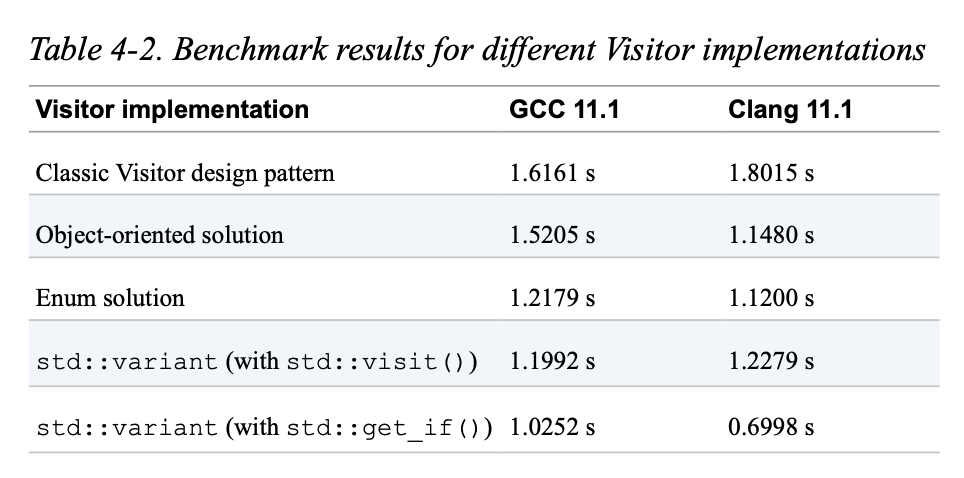 Table 4-2. Benchmark results for different Visitor implementations
Visitor implementation GCC 11.1 Clang 11.1
Classic Visitor design pattern 1.6161 s 1.8015 s
Object-oriented solution 1.5205 s 1.1480 s
Enum solution 1.2179 s 1.1200 s
std::variant (with std::visit()) 1.1992 s 1.2279 s
std::variant (with std::get_if()) 1.0252 s 0.6998 s